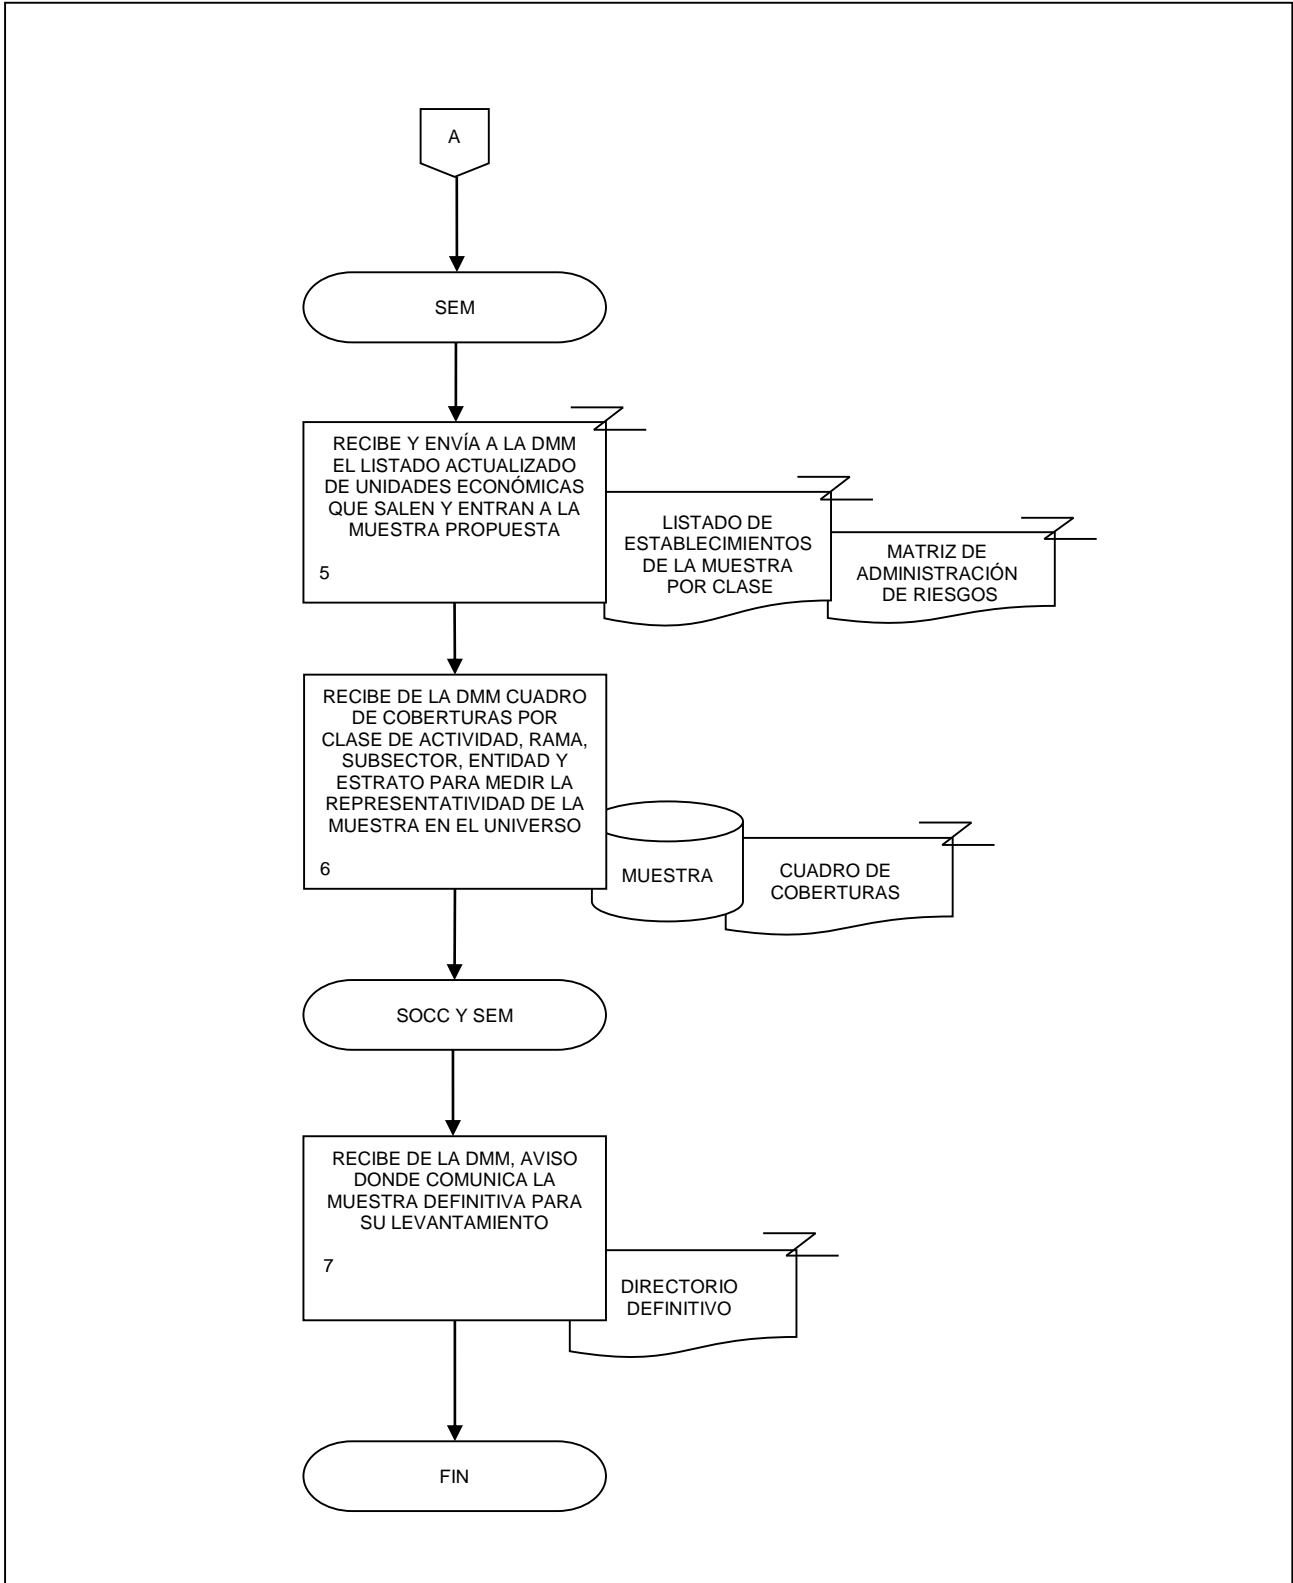 A
SEM
RECIBE Y ENVÍA A LA DMM
EL LISTADO ACTUALIZADO
DE UNIDADES ECONÓMICAS
QUE SALEN Y ENTRAN A LA
MUESTRA PROPUESTA
5
LISTADO DE
ESTABLECIMIENTOS
DE LA MUESTRA
POR CLASE
MATRIZ DE
ADMINISTRACIÓN
DE RIESGOS
RECIBE DE LA DMM CUADRO
DE COBERTURAS POR
CLASE DE ACTIVIDAD, RAMA,
SUBSECTOR, ENTIDAD Y
ESTRATO PARA MEDIR LA
REPRESENTATIVIDAD DE LA
MUESTRA EN EL UNIVERSO
6
MUESTRA
CUADRO DE
COBERTURAS
SOCC Y SEM
RECIBE DE LA DMM, AVISO
DONDE COMUNICA LA
MUESTRA DEFINITIVA PARA
SU LEVANTAMIENTO
7
DIRECTORIO
DEFINITIVO
FIN